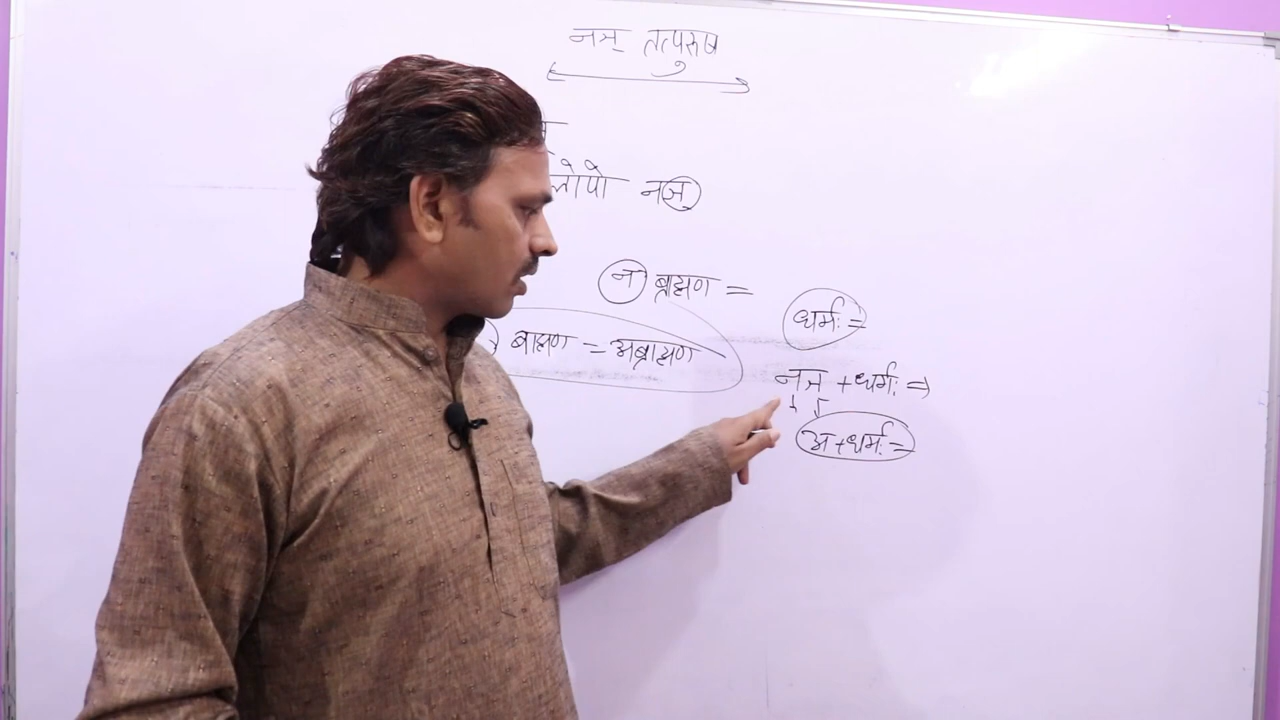 नञ् तत्पुरूष
लोपो नञ्
न ब्राह्मण =
ब्राह्मण = अब्राह्मण
धर्मः =
नञ + धर्मः ⇒
अ + धर्मः =